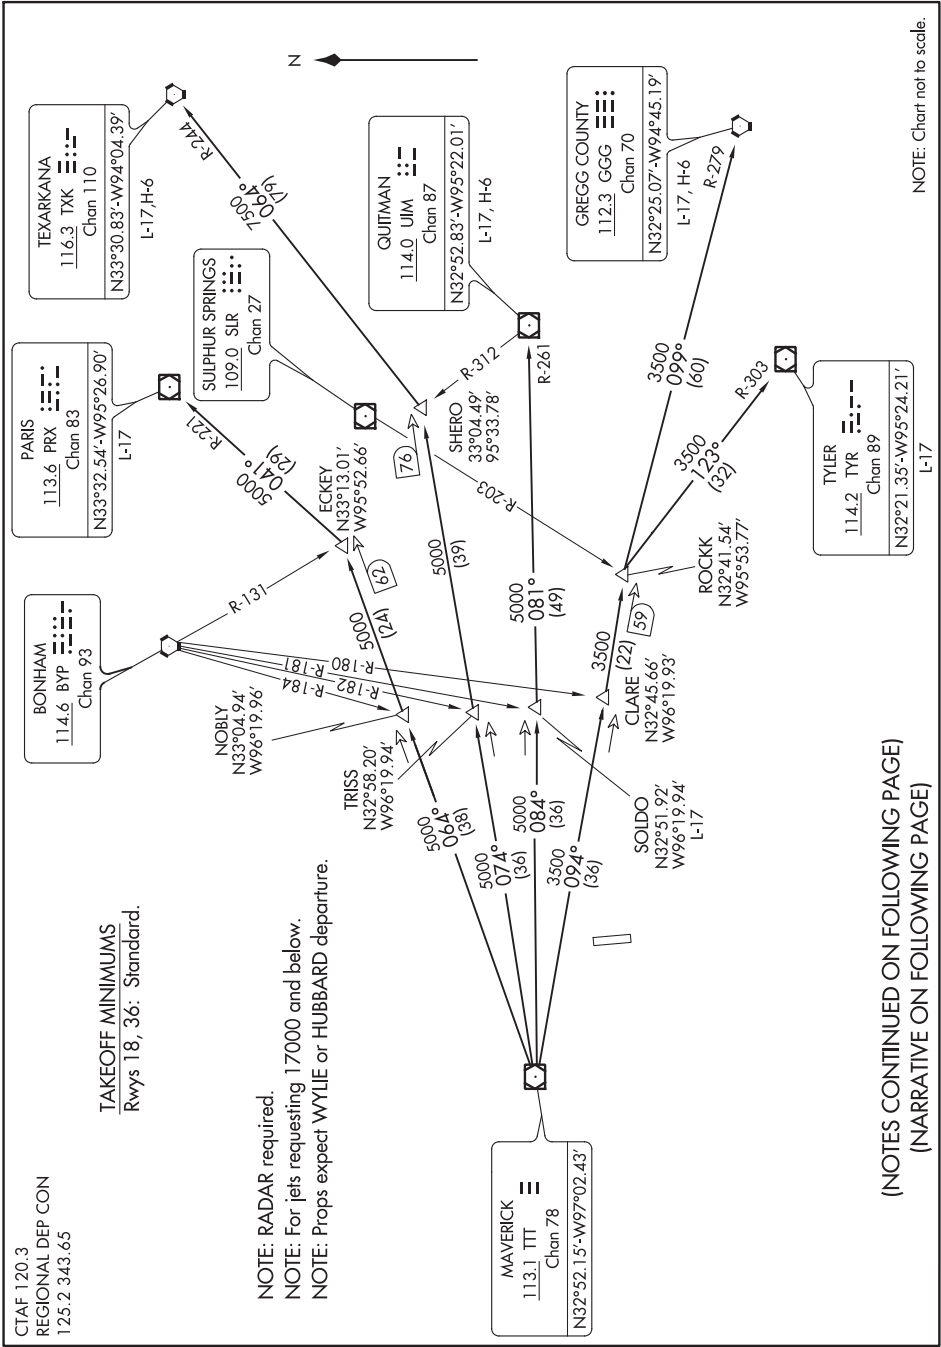 CTAF 120.3
REGIONAL DEP CON
125.2 343.65
TAKEOFF MINIMUMS
Rwys 18, 36: Standard.
NOTE: RADAR required.
NOTE: For jets requesting 17000 and below.
NOTE: Props expect WYLIE or HUBBARD departure.
BONHAM
114.6 BYP
Chan 93
PARIS
113.6 PRX
Chan 83
N33°32.54'-W95°26.90'
L-17
TEXARKANA
116.3 TXK
Chan 110
N33°30.83'-W94°04.39'
L-17,H-6
SULPHUR SPRINGS
109.0 SLR
Chan 27
QUITMAN
114.0 UIM
Chan 87
N32°52.83'-W95°22.01'
L-17, H-6
GREGG COUNTY
112.3 GGG
Chan 70
N32°25.07'-W94°45.19'
L-17, H-6
TYLER
114.2 TYR
Chan 89
N32°21.35'-W95°24.21'
L-17
MAVERICK
113.1 TTT
Chan 78
N32°52.15'-W97°02.43'
NOBLY
N33°04.94'
W96°19.96'
TRISS
N32°58.20'
W96°19.94'
SOLDO
N32°51.92'
W96°19.94'
L-17
CLARE
N32°45.66'
W96°19.93'
ECKEY
N33°13.01'
W95°52.66'
SHERO
33°04.49'
95°33.78'
ROCKK
N32°41.54'
W95°53.77'
5000
064°
(38)
5000
074°
(36)
5000
084°
(36)
3500
094°
(36)
R-184
R-182
R-181
R-180
R-131
5000
(24)
62
5000
041°
(29)
R-221
5000
(39)
76
7500
064°
(79)
R-244
R-312
R-203
5000
081°
(49)
R-261
3500
(22)
59
3500
099°
(60)
R-279
3500
123°
(32)
R-303
N
NOTE: Chart not to scale.
(NOTES CONTINUED ON FOLLOWING PAGE)
(NARRATIVE ON FOLLOWING PAGE)